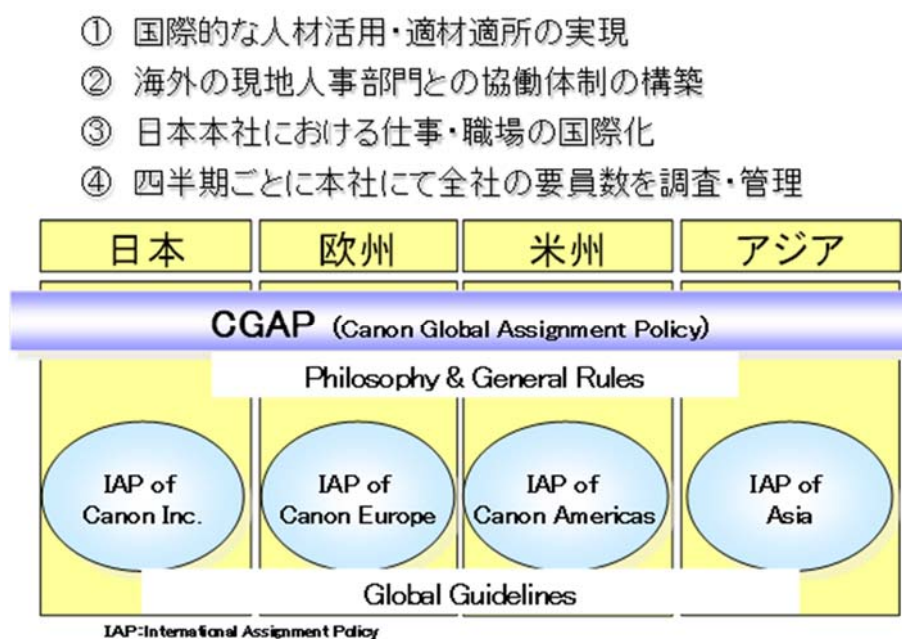 ① 国際的な人材活用・適材適所の実現
② 海外の現地人事部門との協働体制の構築
③ 日本本社における仕事・職場の国際化
④ 四半期ごとに本社にて全社の要員数を調査・管理
日本 欧州 米州 アジア
CGAP (Canon Global Assignment Policy)
Philosophy & General Rules
IAP of IAP of IAP of IAP of
Canon Inc. Canon Europe Canon Americas Asia
Global Guidelines
IAP:International Assignment Policy